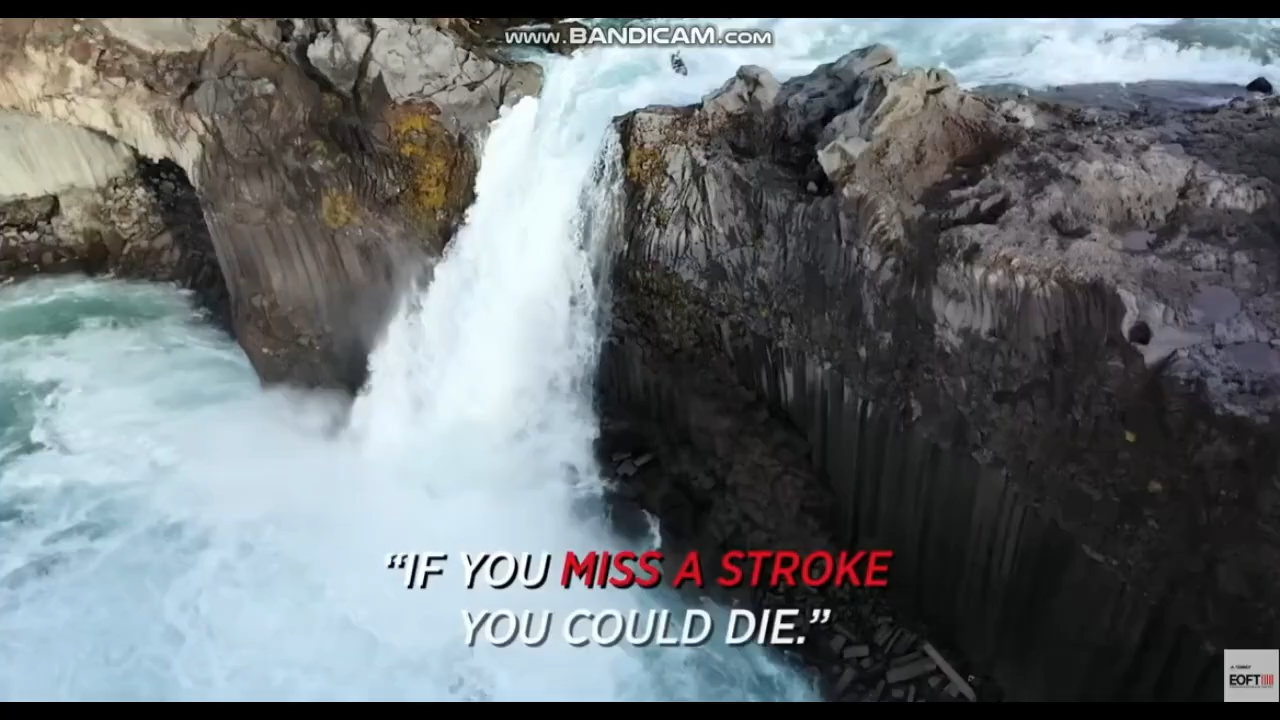 www.BANDICAM.com
“IF YOU MISS A STROKE
YOU COULD DIE.”
EOFT